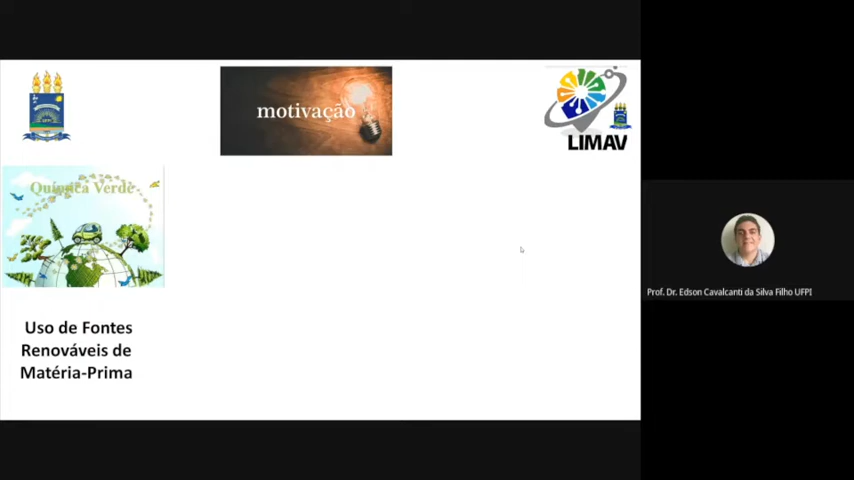 motivação
LIMAV
Química Verde
Uso de Fontes
Renováveis de
Matéria-Prima
Prof. Dr. Edson Cavalcanti da Silva Filho UFPI